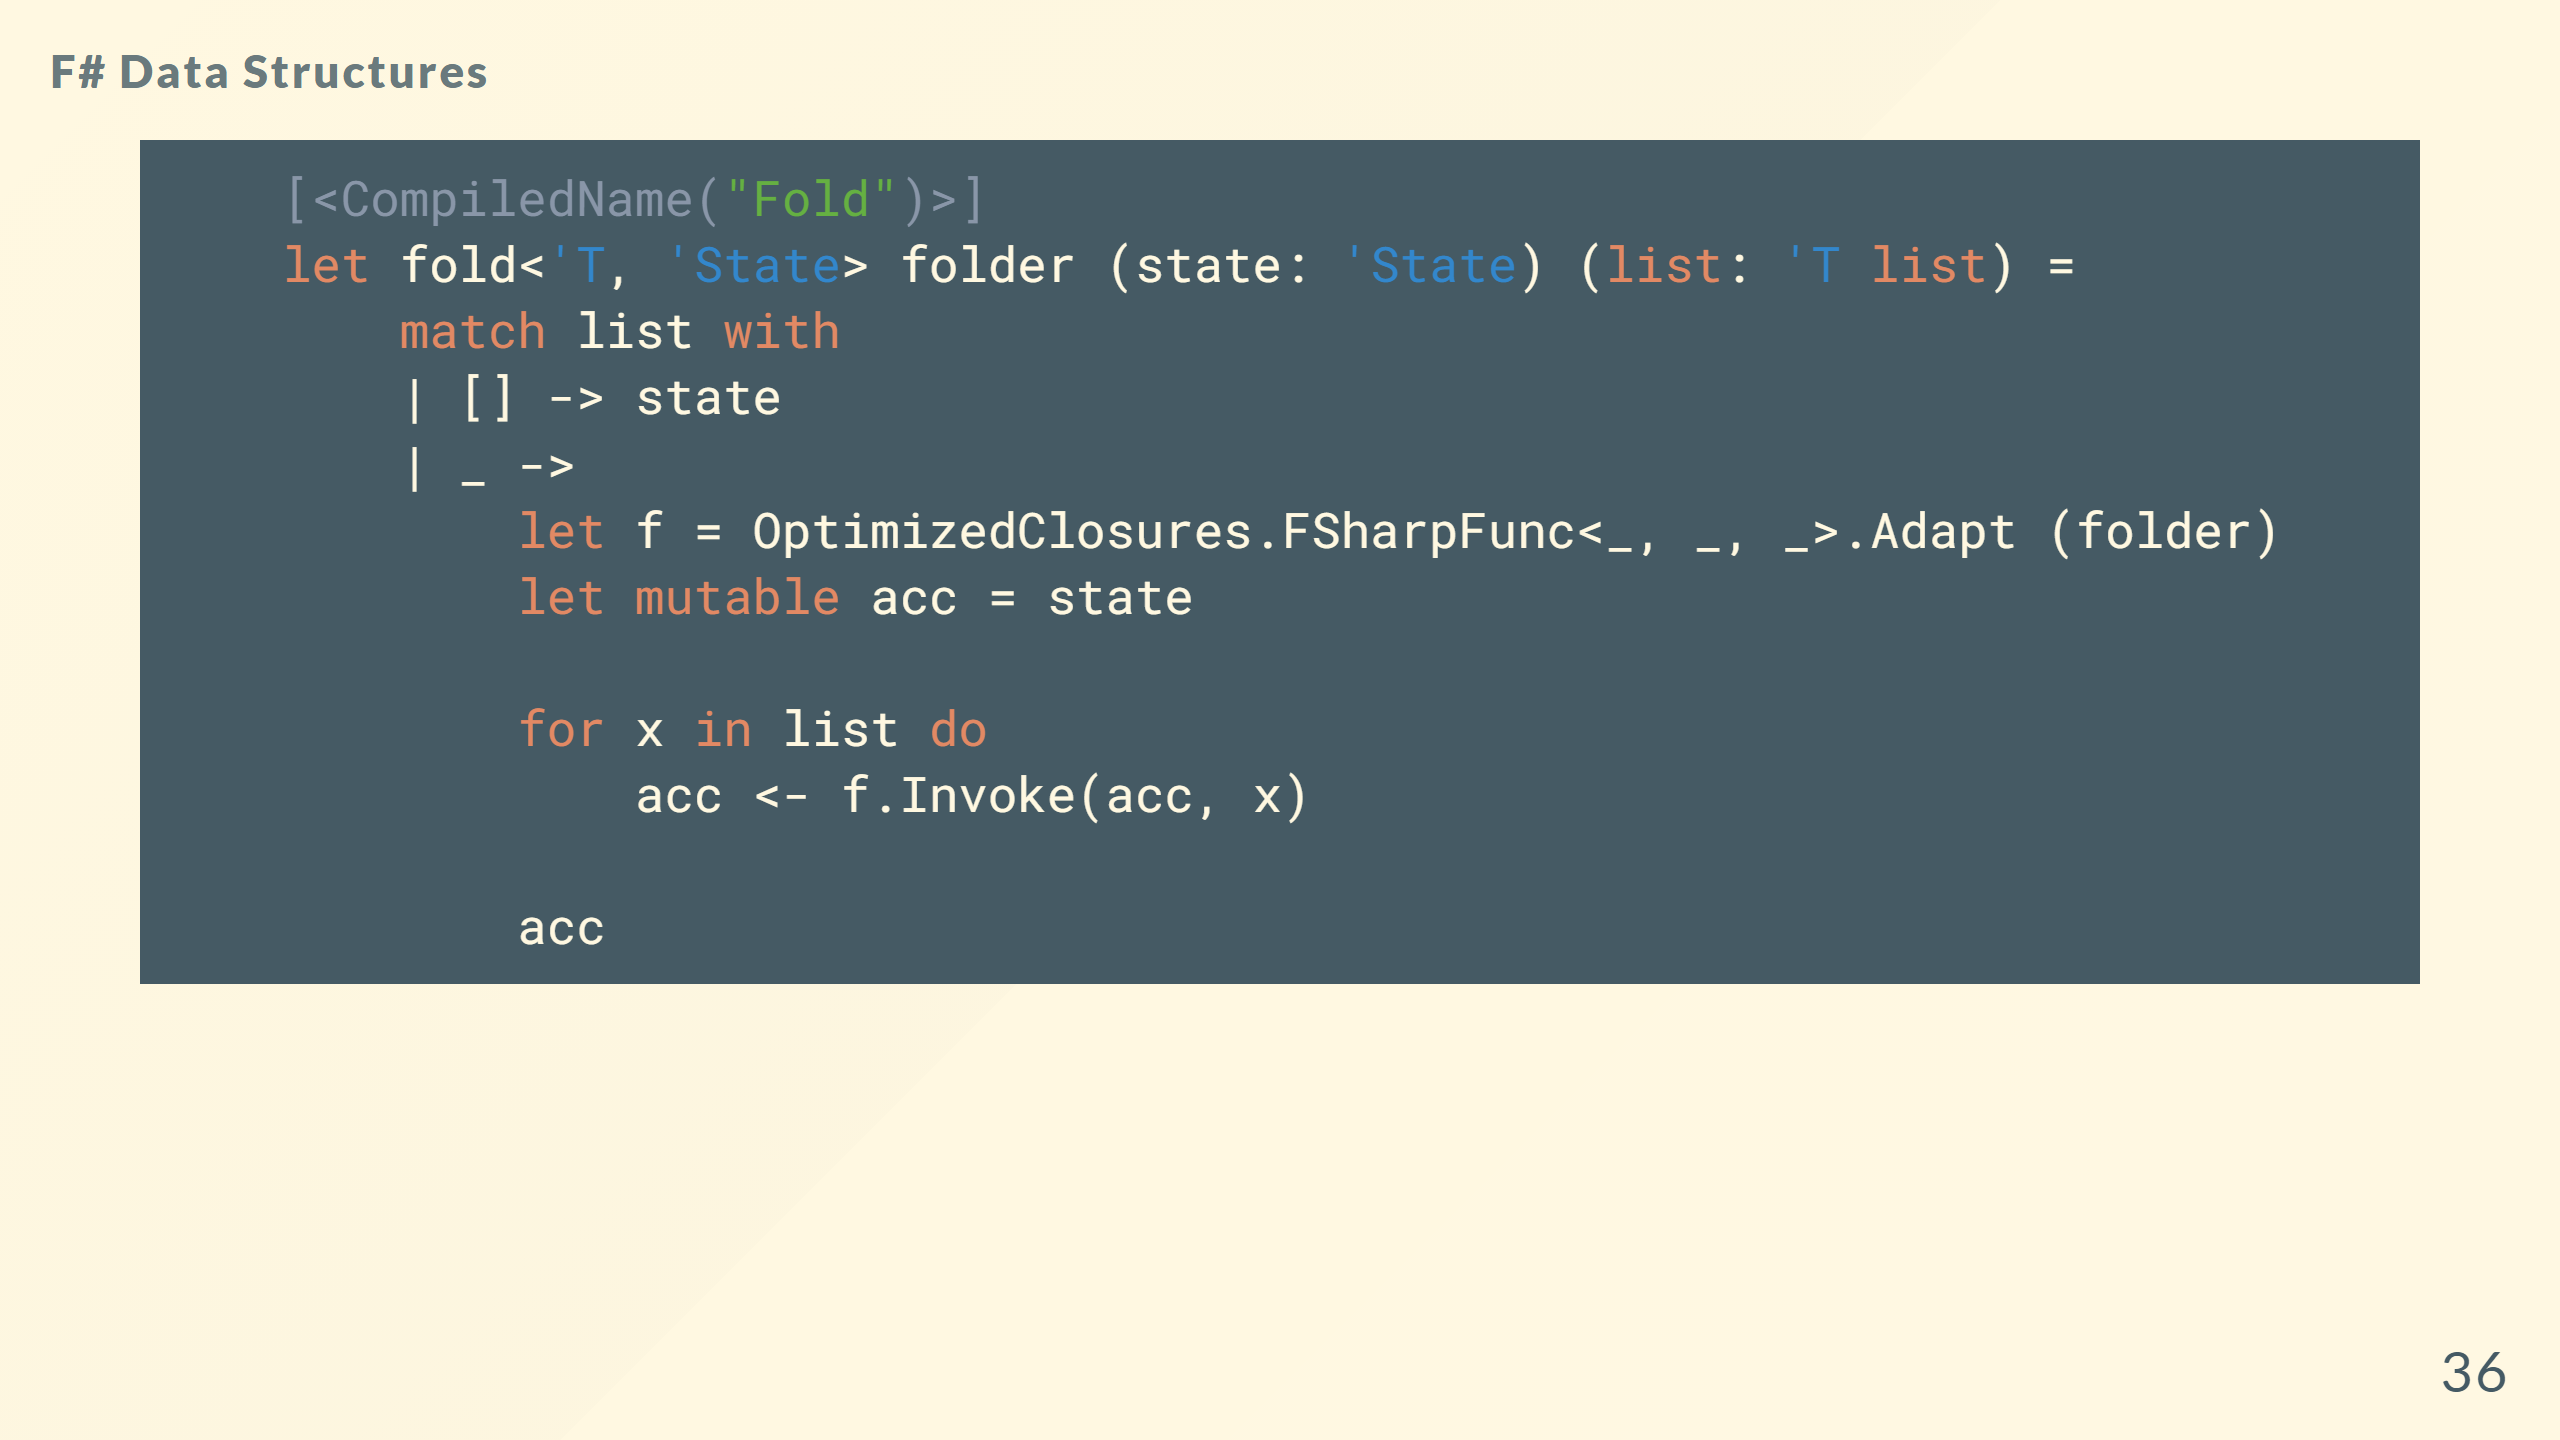 F# Data Structures
[<CompiledName("Fold")>]
let fold<'T, 'State> folder (state: 'State) (list: 'T list) =
    match list with
    | [] -> state
    | _ ->
        let f = OptimizedClosures.FSharpFunc<_, _, _>.Adapt (folder)
        let mutable acc = state

        for x in list do
            acc <- f.Invoke(acc, x)

        acc
36